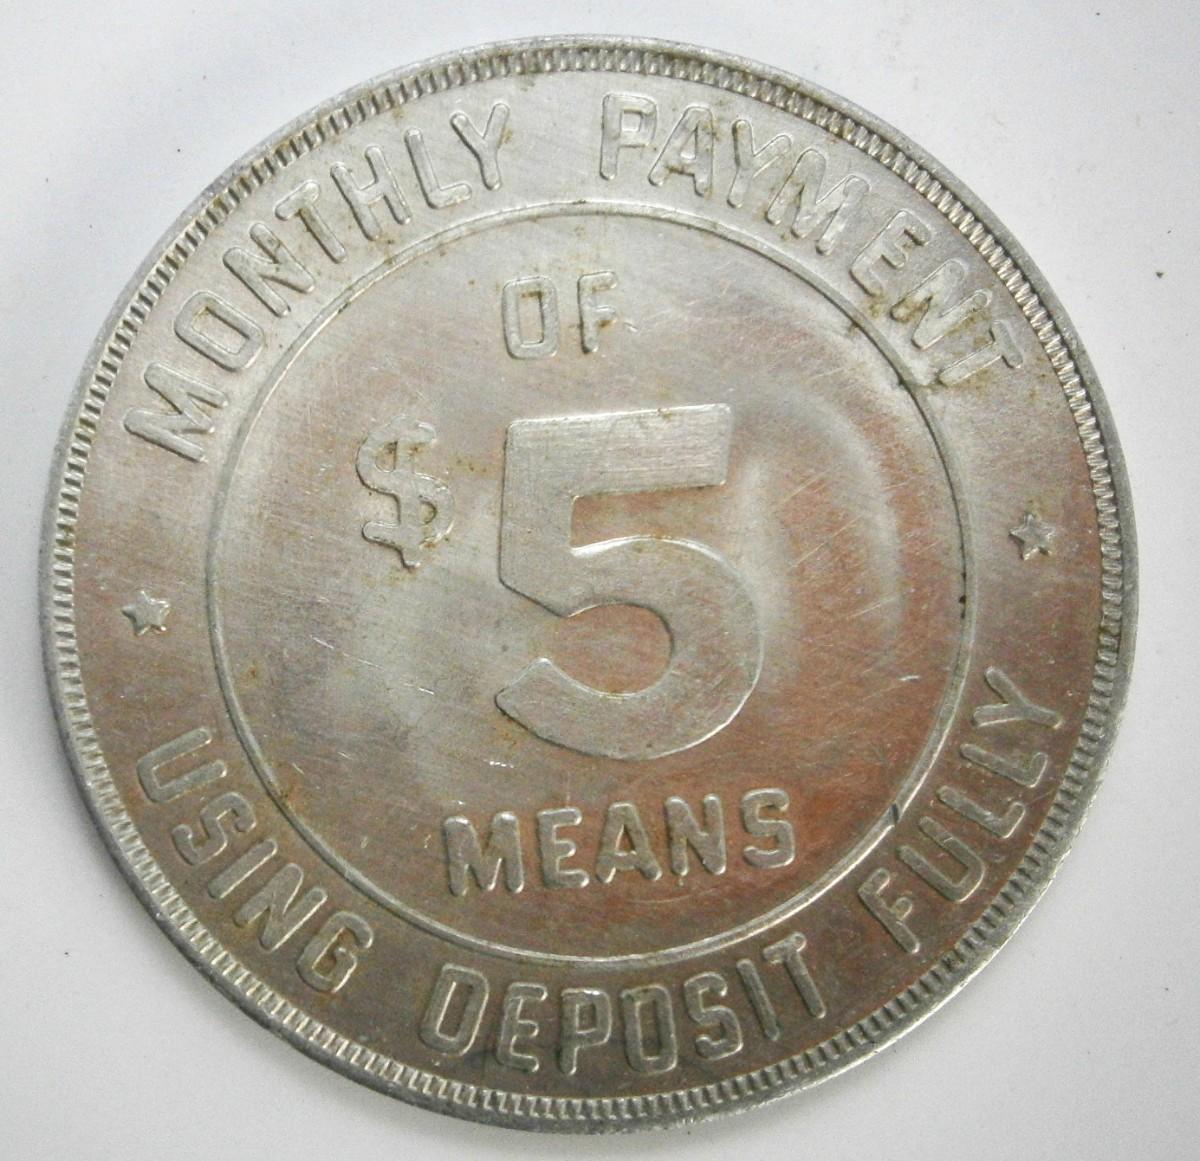 MONTHLY PAYMENT
OF
$5
MEANS
USING DEPOSIT FULLY